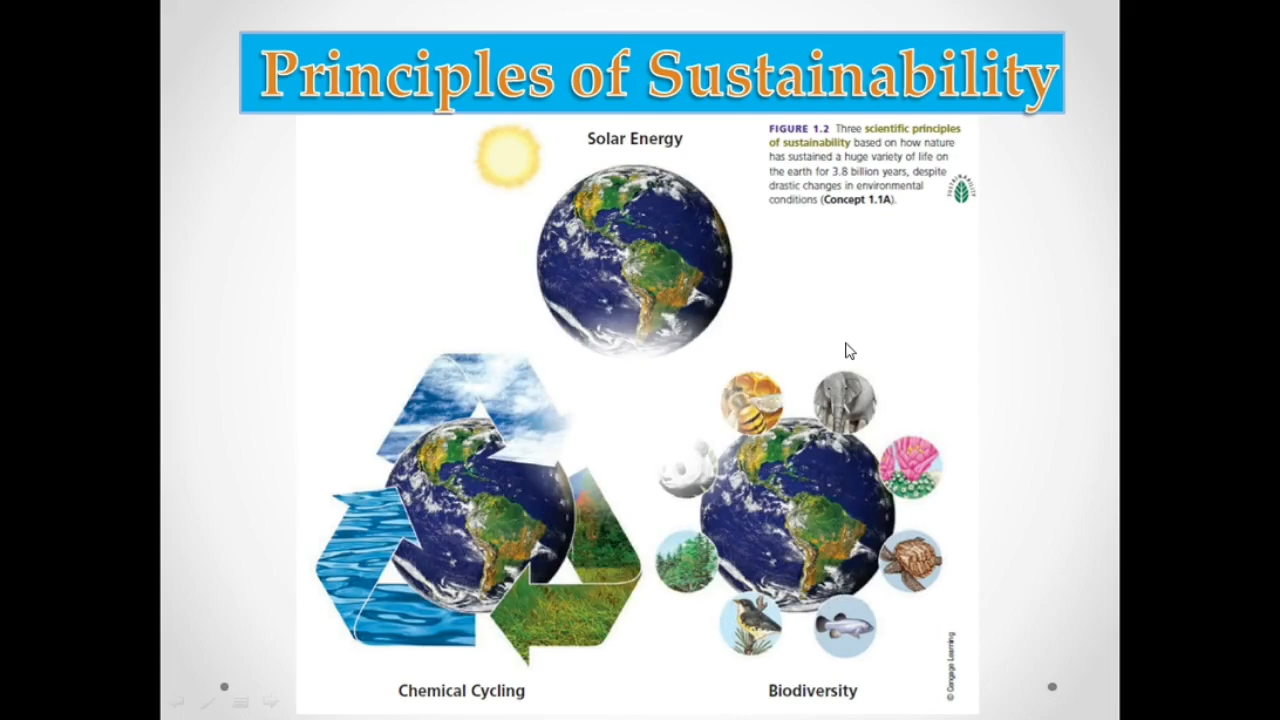 Principles of Sustainability
Solar Energy
FIGURE 1.2 Three scientific principles
of sustainability based on how nature
has sustained a huge variety of life on
the earth for 3.8 billion years, despite
drastic changes in environmental
conditions (Concept 1.1A).
SUSTAINABILITY
Chemical Cycling
Biodiversity
© Cengage Learning